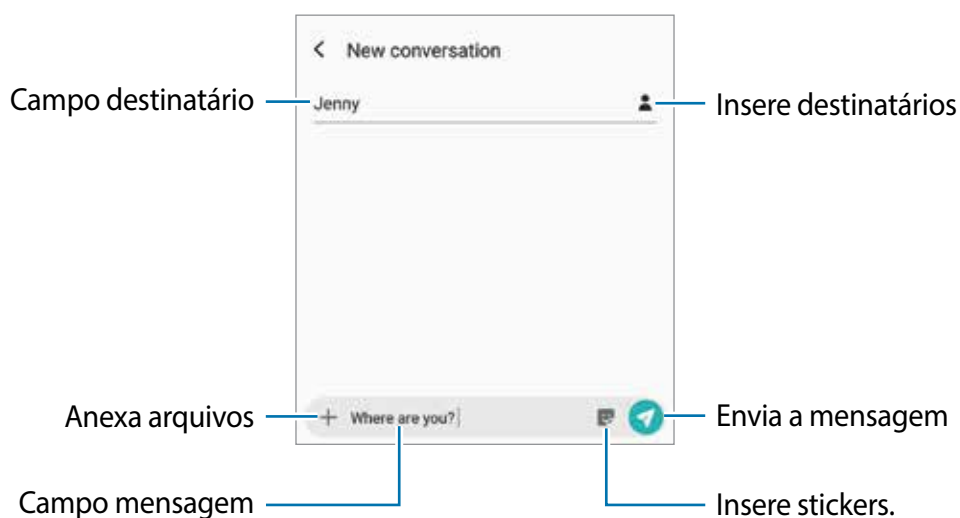 New conversation
Campo destinatário
Jenny
Insere destinatários
Anexa arquivos
Where are you?
Envia a mensagem
Campo mensagem
Insere stickers.